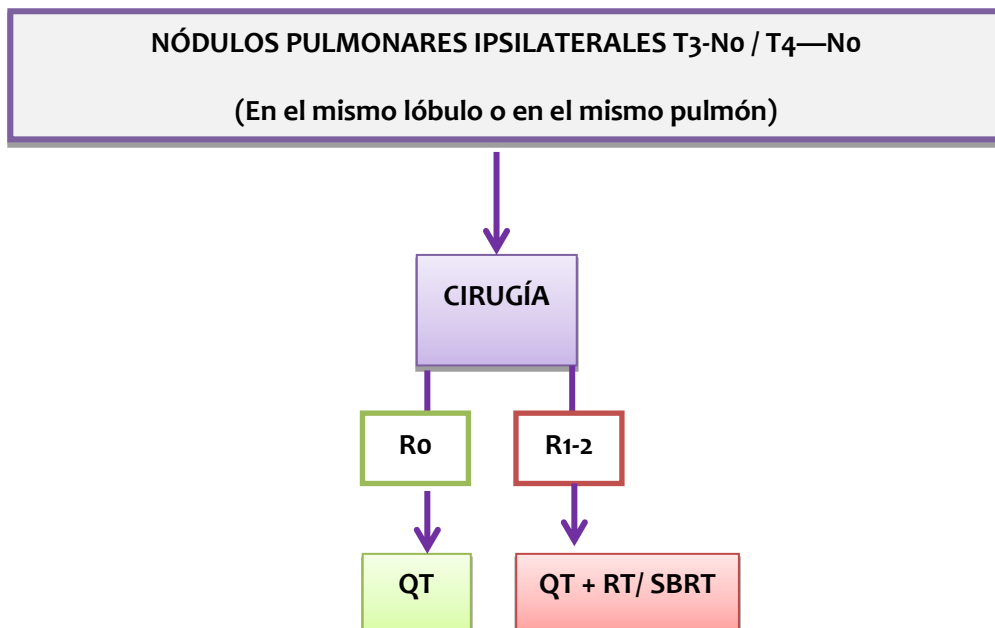 NÓDULOS PULMONARES IPSILATERALES T3-N0 / T4—N0
(En el mismo lóbulo o en el mismo pulmón)
CIRUGÍA
R0
R1-2
QT
QT + RT/ SBRT